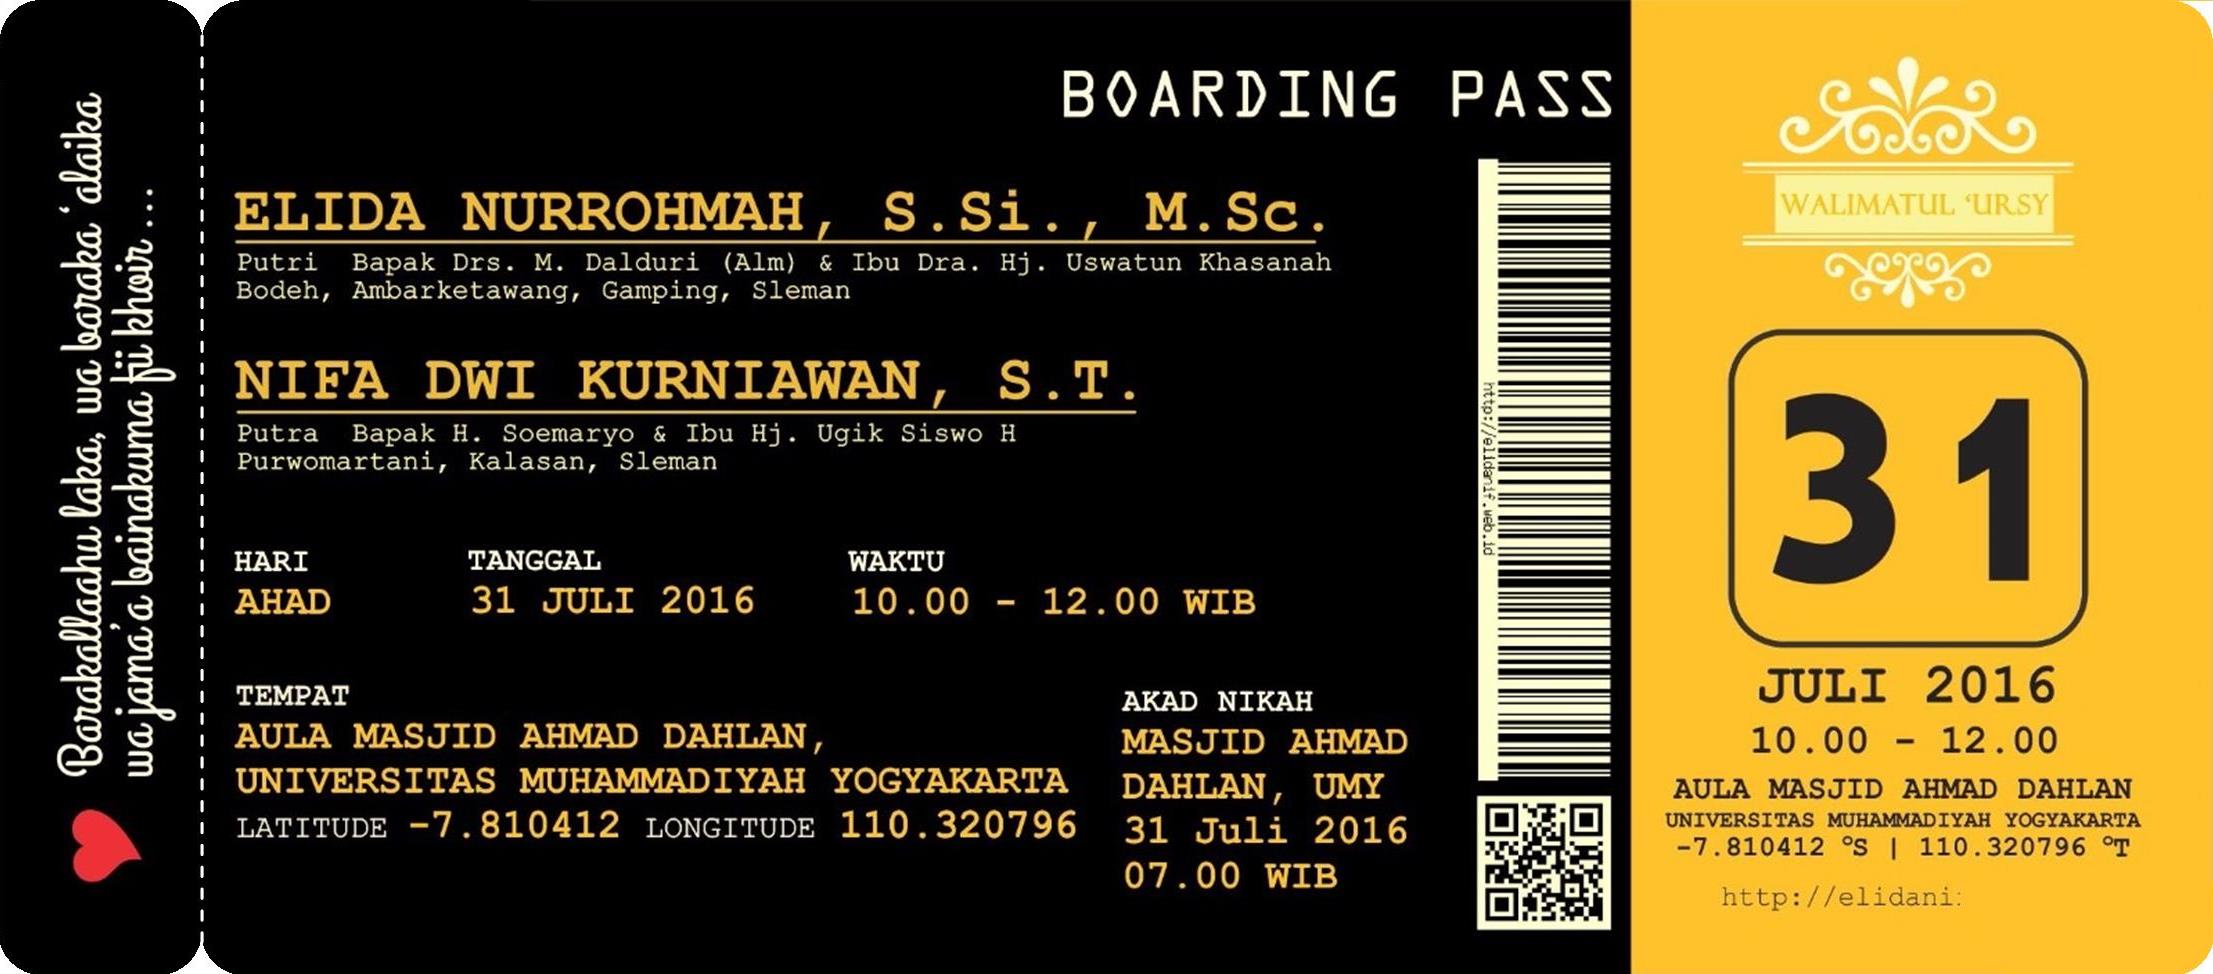 Barakallaahu laka, wa baraka 'alaika
wa jama'a bainakuma fii khoir ...
BOARDING PASS
ELIDA NURROHMAH, S.Si., M.Sc.
Putri Bapak Drs. M. Dalduri (Alm) & Ibu Dra. Hj. Uswatun Khasanah
Bodeh, Ambarketawang, Gamping, Sleman
NIFA DWI KURNIAWAN, S.T.
Putra Bapak H. Soemaryo & Ibu Hj. Ugik Siswo H
Purwomartani, Kalasan, Sleman
HARI
AHAD
TANGGAL
31 JULI 2016
WAKTU
10.00 - 12.00 WIB
TEMPAT
AULA MASJID AHMAD DAHLAN,
UNIVERSITAS MUHAMMADIYAH YOGYAKARTA
LATITUDE -7.810412 LONGITUDE 110.320796
AKAD NIKAH
MASJID AHMAD
DAHLAN, UMY
31 Juli 2016
07.00 WIB
http://elidanif.web.id
WALIMATUL 'URSY
31
JULI 2016
10.00 - 12.00
AULA MASJID AHMAD DAHLAN
UNIVERSITAS MUHAMMADIYAH YOGYAKARTA
-7.810412 °S | 110.320796 °T
http://elidani